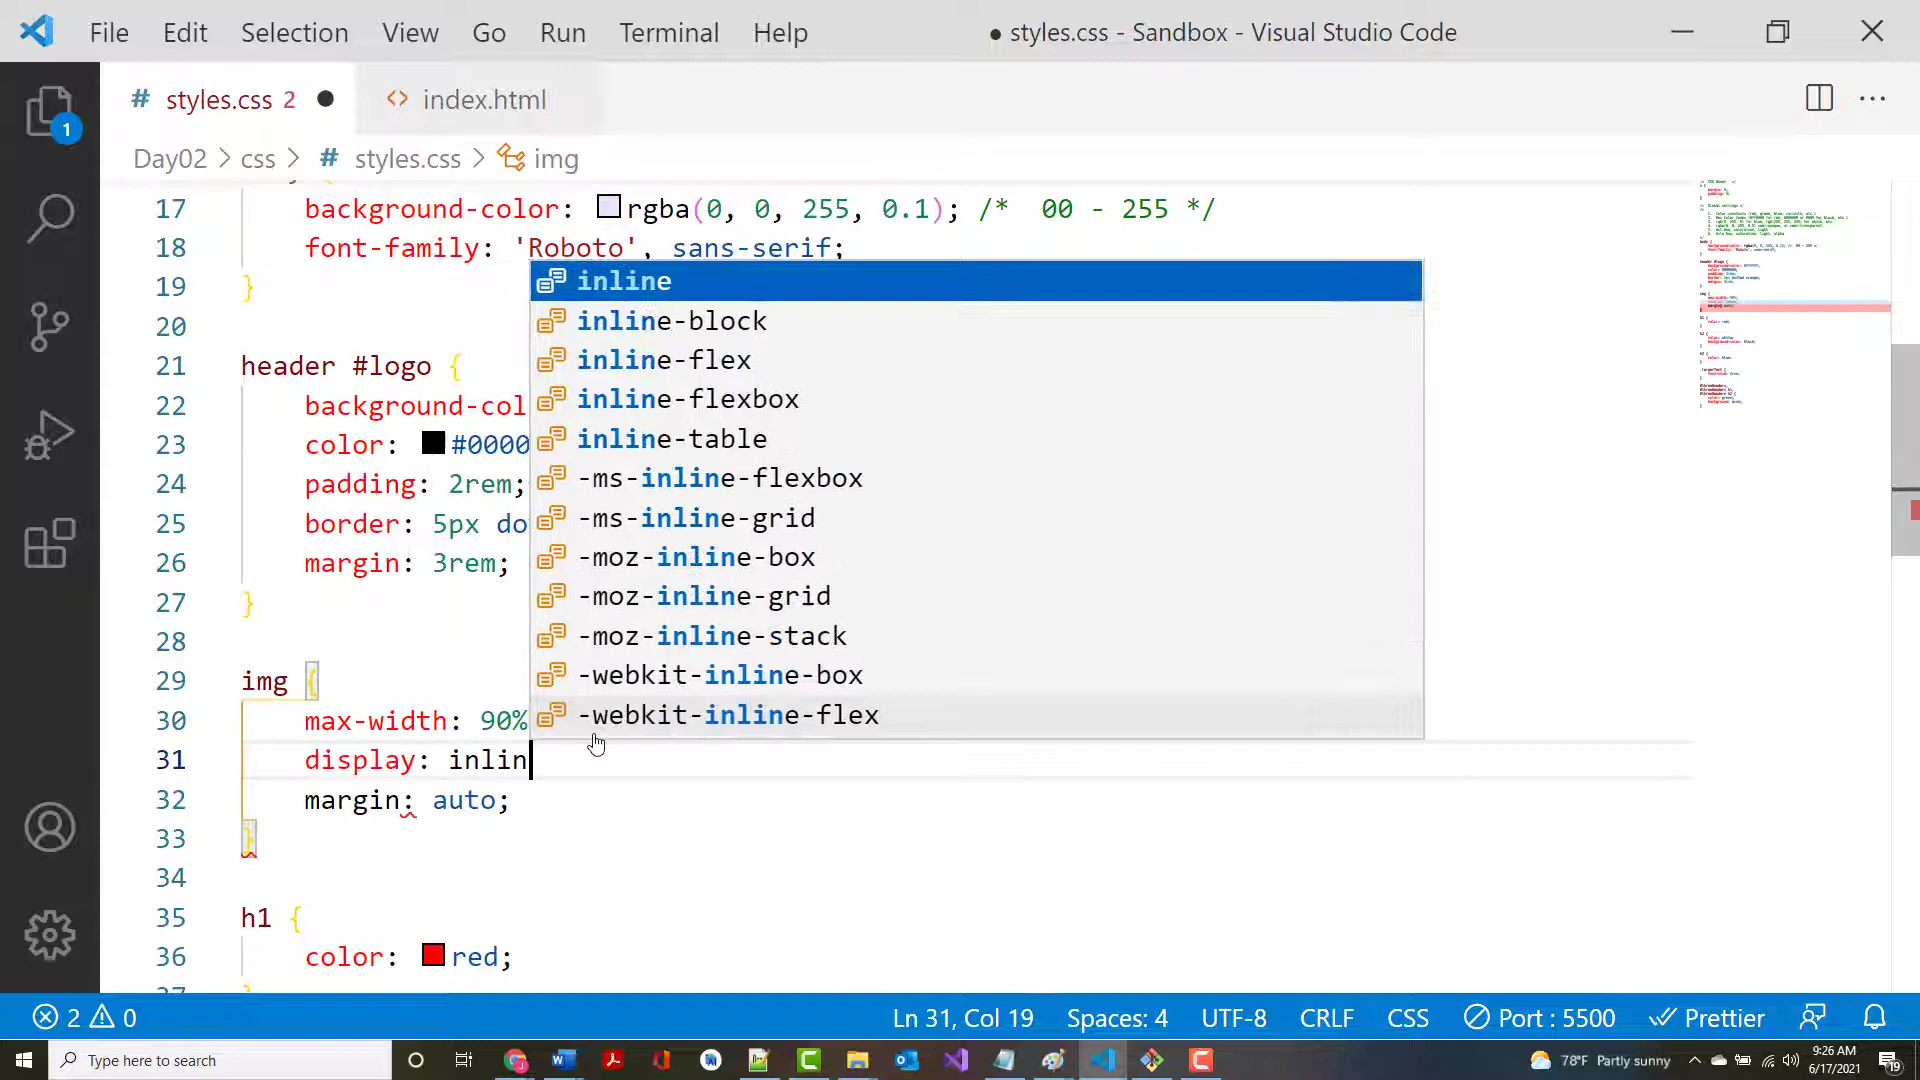 File Edit Selection View Go Run Terminal Help ● styles.css - Sandbox - Visual Studio Code
# styles.css 2 ● <> index.html
Day02 > css > # styles.css > img
17 background-color: rgba(0, 0, 255, 0.1); /* 00 - 255 */
18 font-family: 'Roboto', sans-serif;
19 }
20
21 header #logo {
22 background-col
23 color: #0000
24 padding: 2rem;
25 border: 5px do
26 margin: 3rem;
27 }
28
29 img {
30 max-width: 90%
31 display: inlin
32 margin: auto;
33 }
34
35 h1 {
36 color: red;
inline
inline-block
inline-flex
inline-flexbox
inline-table
-ms-inline-flexbox
-ms-inline-grid
-moz-inline-box
-moz-inline-grid
-moz-inline-stack
-webkit-inline-box
-webkit-inline-flex
1
2 0 Ln 31, Col 19 Spaces: 4 UTF-8 CRLF CSS Port : 5500 Prettier
Type here to search 78°F Partly sunny 9:26 AM
6/17/2021 19